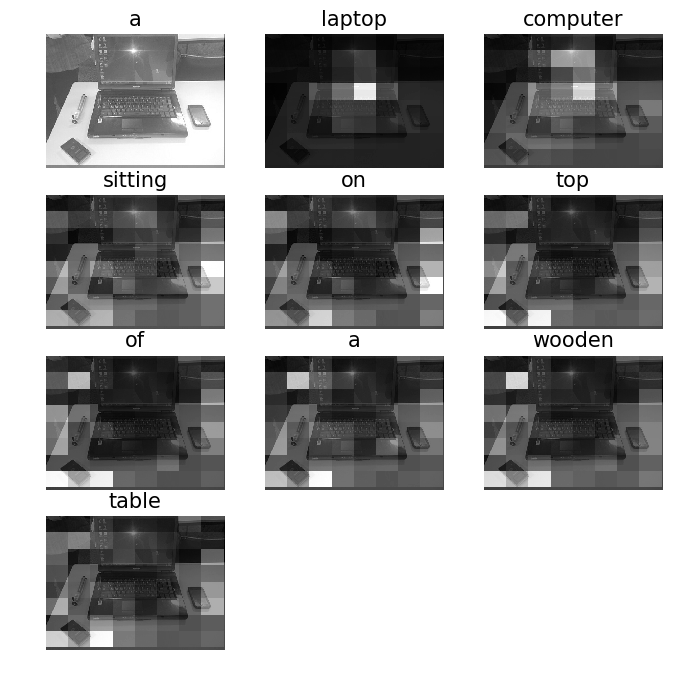 a laptop computer
sitting on top
of a wooden
table